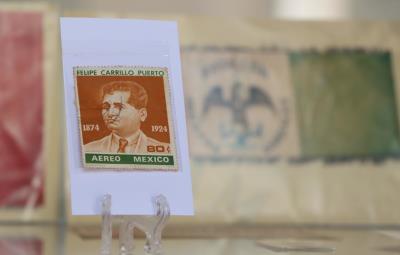 FELIPE CARRILLO PUERTO
1874 1924
80¢
AEREO MEXICO